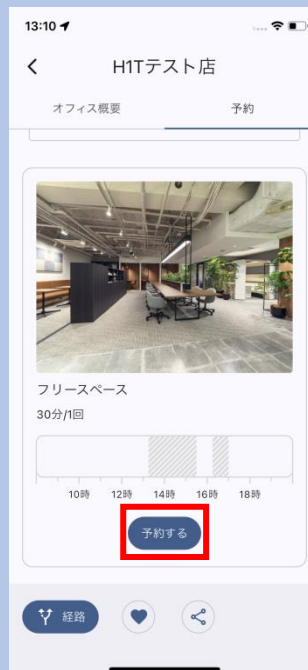 13:10
H1Tテスト店
オフィス概要 予約
フリースペース
30分/1回
10時 12時 14時 16時 18時
予約する
経路